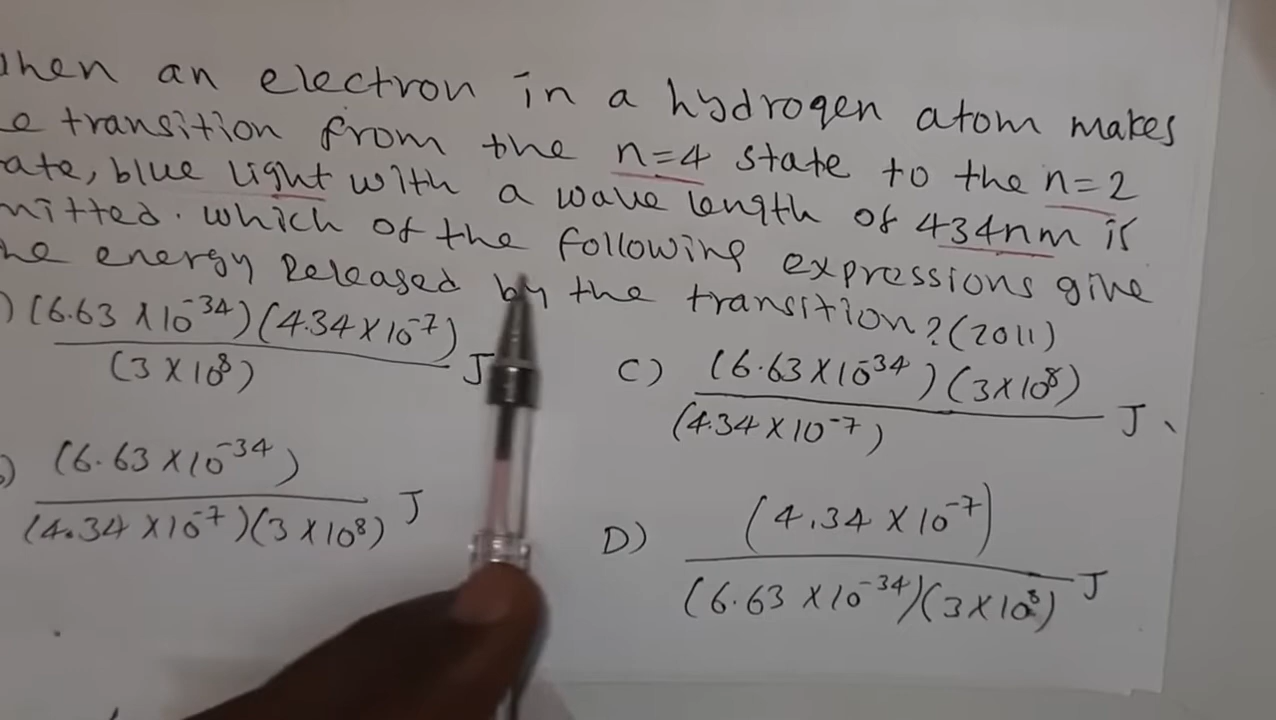 an electron in a hydrogen atom makes
transition from the n=4 state to the n=2
ate, blue light with a wave length of 434nm is
mitted. which of the following expressions give
he energy released by the transition? (2011)
) (6.63 X 10⁻³⁴)(4.34 X 10⁻⁷) / (3 X 10⁸) J
C) (6.63 X 10⁻³⁴)(3 X 10⁸) / (4.34 X 10⁻⁷) J
) (6.63 X 10⁻³⁴) / (4.34 X 10⁻⁷)(3 X 10⁸) J
D) (4.34 X 10⁻⁷) / (6.63 X 10⁻³⁴)(3 X 10⁸) J